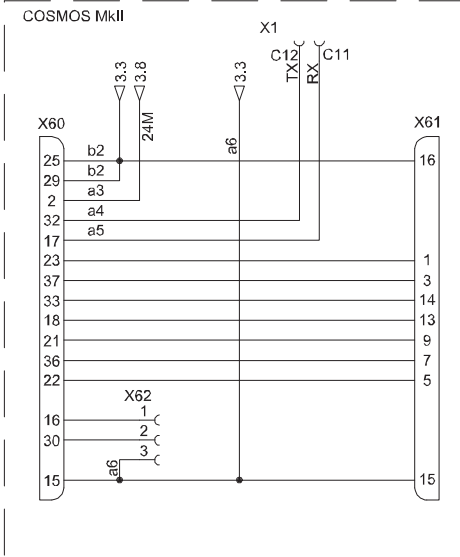 COSMOS MkII
X1
C12 C11
TX RX
3.3 3.8 3.3
24M
a6
X60 X61
25 b2 16
29 b2
2 a3
32 a4
17 a5
23 1
37 3
33 14
18 13
21 9
36 7
22 5
X62
16 1
30 2
3
a6
15 15